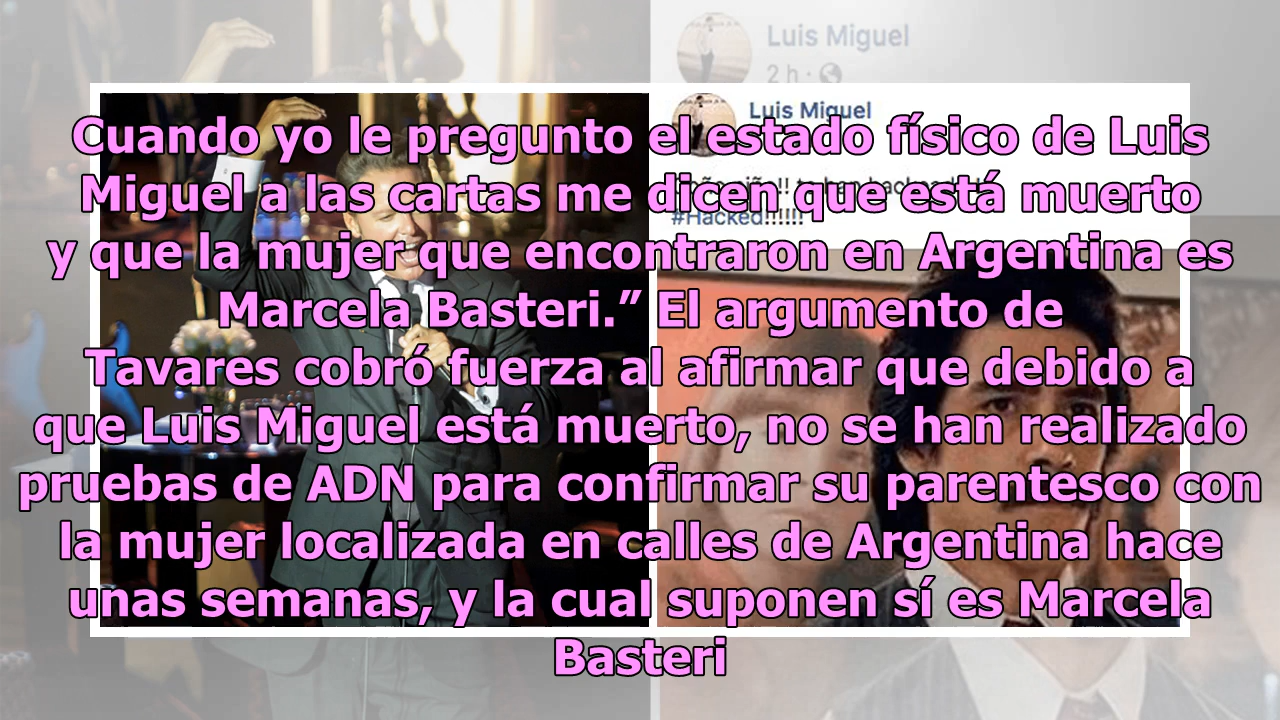 Luis Miguel
2 h ·
Luis Miguel
#Hacked!!!!!!
Cuando yo le pregunto el estado físico de Luis
Miguel a las cartas me dicen que está muerto
y que la mujer que encontraron en Argentina es
Marcela Basteri.” El argumento de
Tavares cobró fuerza al afirmar que debido a
que Luis Miguel está muerto, no se han realizado
pruebas de ADN para confirmar su parentesco con
la mujer localizada en calles de Argentina hace
unas semanas, y la cual suponen sí es Marcela
Basteri